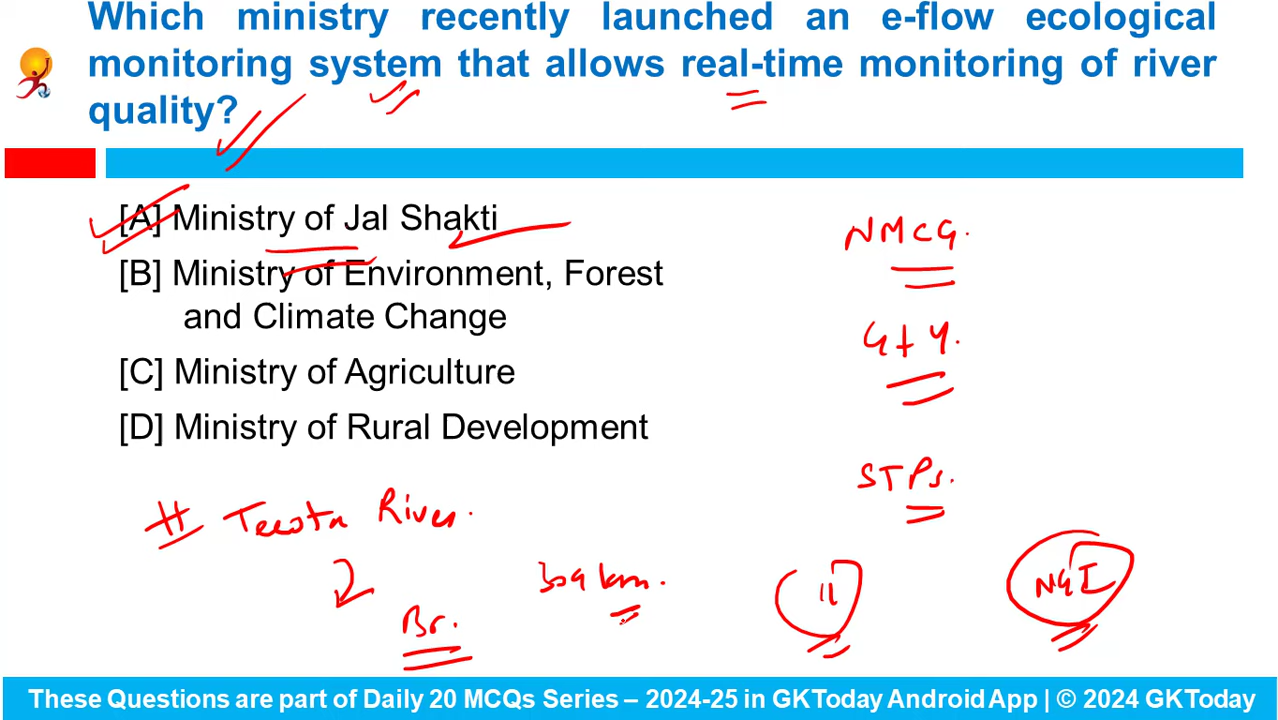 Which ministry recently launched an e-flow ecological
monitoring system that allows real-time monitoring of river
quality?
[A] Ministry of Jal Shakti
[B] Ministry of Environment, Forest
and Climate Change
[C] Ministry of Agriculture
[D] Ministry of Rural Development
NMCG.
G + Y.
STPs.
# Teesta River.
Br.
309 km.
11
These Questions are part of Daily 20 MCQs Series – 2024-25 in GKToday Android App | © 2024 GKToday